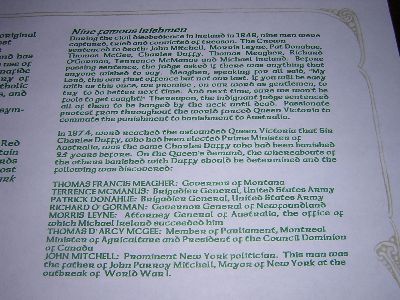 Nine Famous Irishmen
During the civil disobedience in Ireland in 1848, nine men were
captured, tried and convicted of treason. The Crown
sentenced to death: John Mitchell, Morris Leyne, Pat Donahue,
Thomas McGee, Charles Duffy, Thomas Meagher, Richard
O'Gorman, Terrence McManus and Michael Ireland. Before
passing sentence, the judge asked if there was anything that
anyone wished to say. Meagher, speaking for all said, "My
Lord, this our first offence but not our last. If you will be easy
with us this once, we promise, on our word as gentlemen, to
try to do better next time. And next time, sure we won't be
fools to get caught!" Thereupon, the indignant judge sentenced
all of them to be hanged by the neck until dead. Passionate
protest from throughout the world forced Queen Victoria to
commute the punishment to banishment to Australia.
In 1874, word reached the astounded Queen Victoria that Sir
Charles Duffy, who had been elected Prime Minister of
Australia, was the same Charles Duffy who had been banished
25 years before. On the Queen's demand, the whereabouts of
the others banished with Duffy should be determined and the
following was discovered:
THOMAS FRANCIS MEAGHER: Governor of Montana
TERRENCE MCMANUS: Brigadier General, United States Army
PATRICK DONAHUE: Brigadier General, United States Army
RICHARD O'GORMAN: Governor General of Newfoundland
MORRIS LEYNE: Attorney General of Australia, the office of
which Michael Ireland succeeded him
THOMAS D'ARCY MCGEE: Member of Parliament, Montreal
Minister of Agriculture and President of the Council Dominion
of Canada
JOHN MITCHELL: Prominent New York politician. This man was
the father of John Purroy Mitchell, Mayor of New York at the
outbreak of World War I.